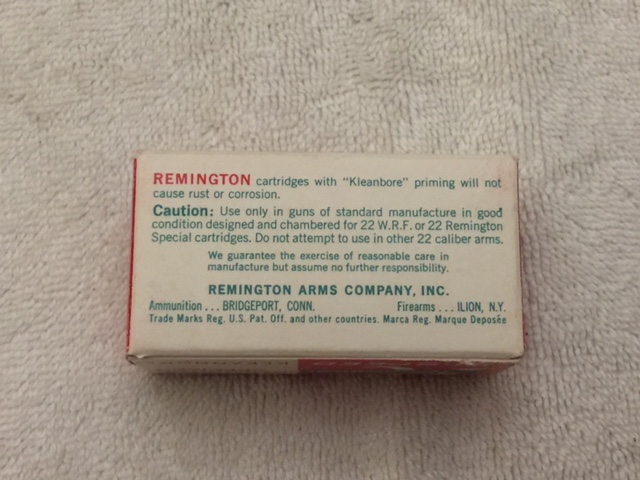 REMINGTON cartridges with "Kleanbore" priming will not
cause rust or corrosion.
Caution: Use only in guns of standard manufacture in good
condition designed and chambered for 22 W.R.F. or 22 Remington
Special cartridges. Do not attempt to use in other 22 caliber arms.
We guarantee the exercise of reasonable care in
manufacture but assume no further responsibility.
REMINGTON ARMS COMPANY, INC.
Ammunition . . . BRIDGEPORT, CONN. Firearms . . . ILION, N.Y.
Trade Marks Reg. U.S. Pat. Off. and other countries. Marca Reg. Marque Deposée